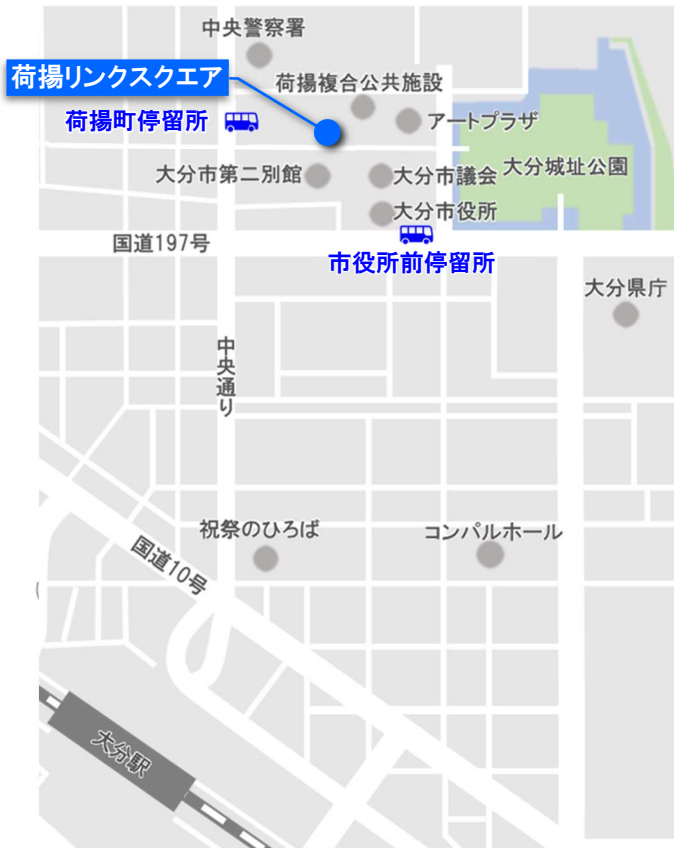 中央警察署
荷揚リンクスクエア
荷揚複合公共施設
荷揚町停留所
アートプラザ
大分市第二別館
大分市議会
大分城址公園
大分市役所
国道197号
市役所前停留所
大分県庁
中央通り
祝祭のひろば
コンパルホール
国道10号
大分駅